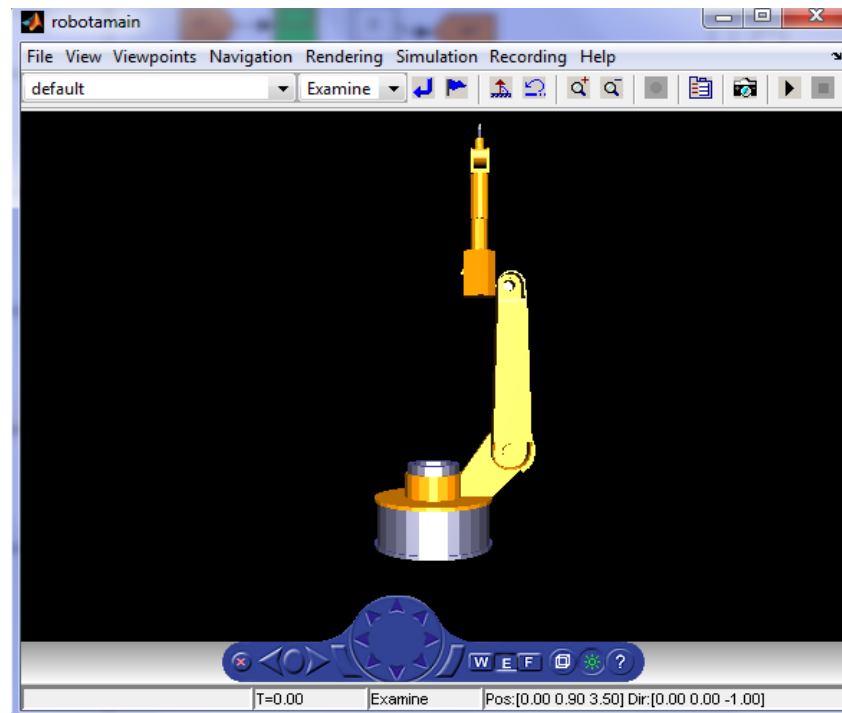 robotamain
File View Viewpoints Navigation Rendering Simulation Recording Help
default Examine
W E F ?
T=0.00 Examine Pos:[0.00 0.90 3.50] Dir:[0.00 0.00 -1.00]